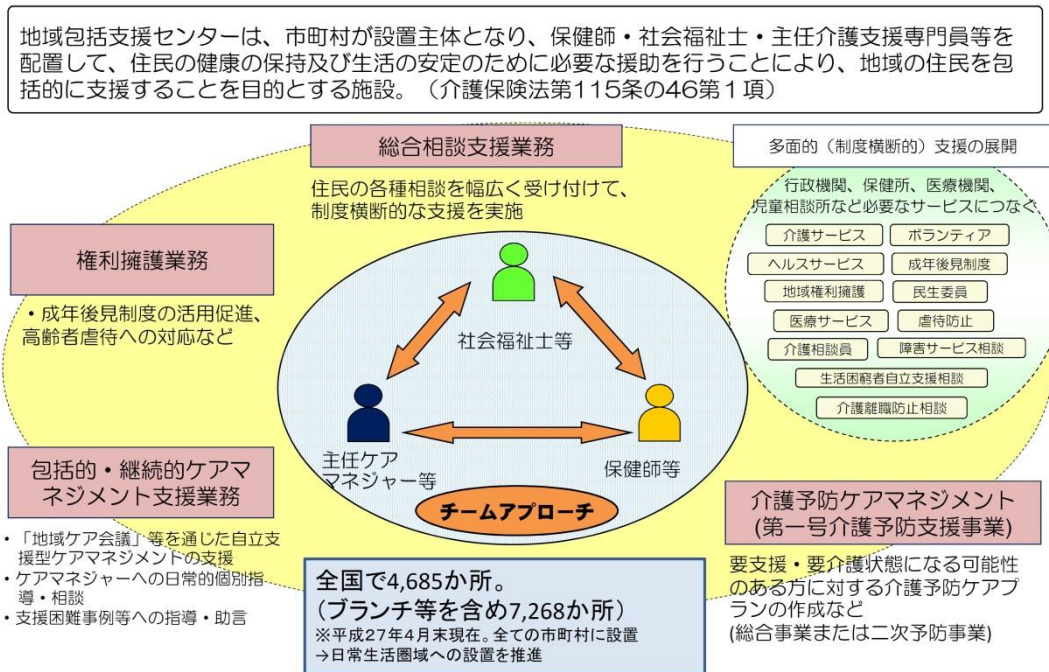 地域包括支援センターは、市町村が設置主体となり、保健師・社会福祉士・主任介護支援専門員等を
配置して、住民の健康の保持及び生活の安定のために必要な援助を行うことにより、地域の住民を包
括的に支援することを目的とする施設。（介護保険法第115条の46第１項）
総合相談支援業務
住民の各種相談を幅広く受け付けて、
制度横断的な支援を実施
多面的（制度横断的）支援の展開
行政機関、保健所、医療機関、
児童相談所など必要なサービスにつなぐ
介護サービス
ボランティア
ヘルスサービス
成年後見制度
地域権利擁護
民生委員
医療サービス
虐待防止
介護相談員
障害サービス相談
生活困窮者自立支援相談
介護離職防止相談
権利擁護業務
・成年後見制度の活用促進、
高齢者虐待への対応など
社会福祉士等
主任ケア
マネジャー等
保健師等
チームアプローチ
包括的・継続的ケアマ
ネジメント支援業務
・「地域ケア会議」等を通じた自立支
援型ケアマネジメントの支援
・ケアマネジャーへの日常的個別指
導・相談
・支援困難事例等への指導・助言
全国で4,685か所。
（ブランチ等を含め7,268か所）
※平成27年4月末現在。全ての市町村に設置
→日常生活圏域への設置を推進
介護予防ケアマネジメント
(第一号介護予防支援事業)
要支援・要介護状態になる可能性
のある方に対する介護予防ケアプ
ランの作成など
(総合事業または二次予防事業)